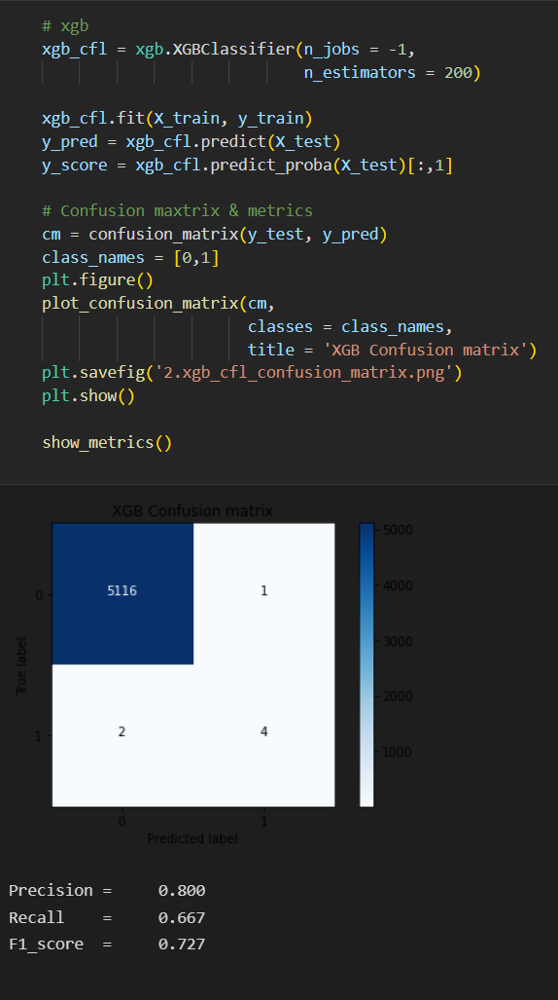 # xgb
xgb_cfl = xgb.XGBClassifier(n_jobs = -1,
n_estimators = 200)
xgb_cfl.fit(X_train, y_train)
y_pred = xgb_cfl.predict(X_test)
y_score = xgb_cfl.predict_proba(X_test)[:,1]
# Confusion maxtrix & metrics
cm = confusion_matrix(y_test, y_pred)
class_names = [0,1]
plt.figure()
plot_confusion_matrix(cm,
classes = class_names,
title = 'XGB Confusion matrix')
plt.savefig('2.xgb_cfl_confusion_matrix.png')
plt.show()
show_metrics()
XGB Confusion matrix
5000
4000
3000
2000
1000
True label
0
5116 1
1
2 4
0 1
Predicted label
Precision = 0.800
Recall = 0.667
F1_score = 0.727